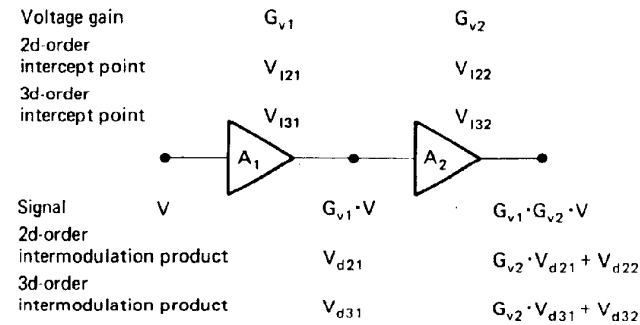 Voltage gain G_v1 G_v2
2d-order
intercept point V_I21 V_I22
3d-order
intercept point V_I31 V_I32
A_1 A_2
Signal V G_v1·V G_v1·G_v2·V
2d-order
intermodulation product V_d21 G_v2·V_d21 + V_d22
3d-order
intermodulation product V_d31 G_v2·V_d31 + V_d32